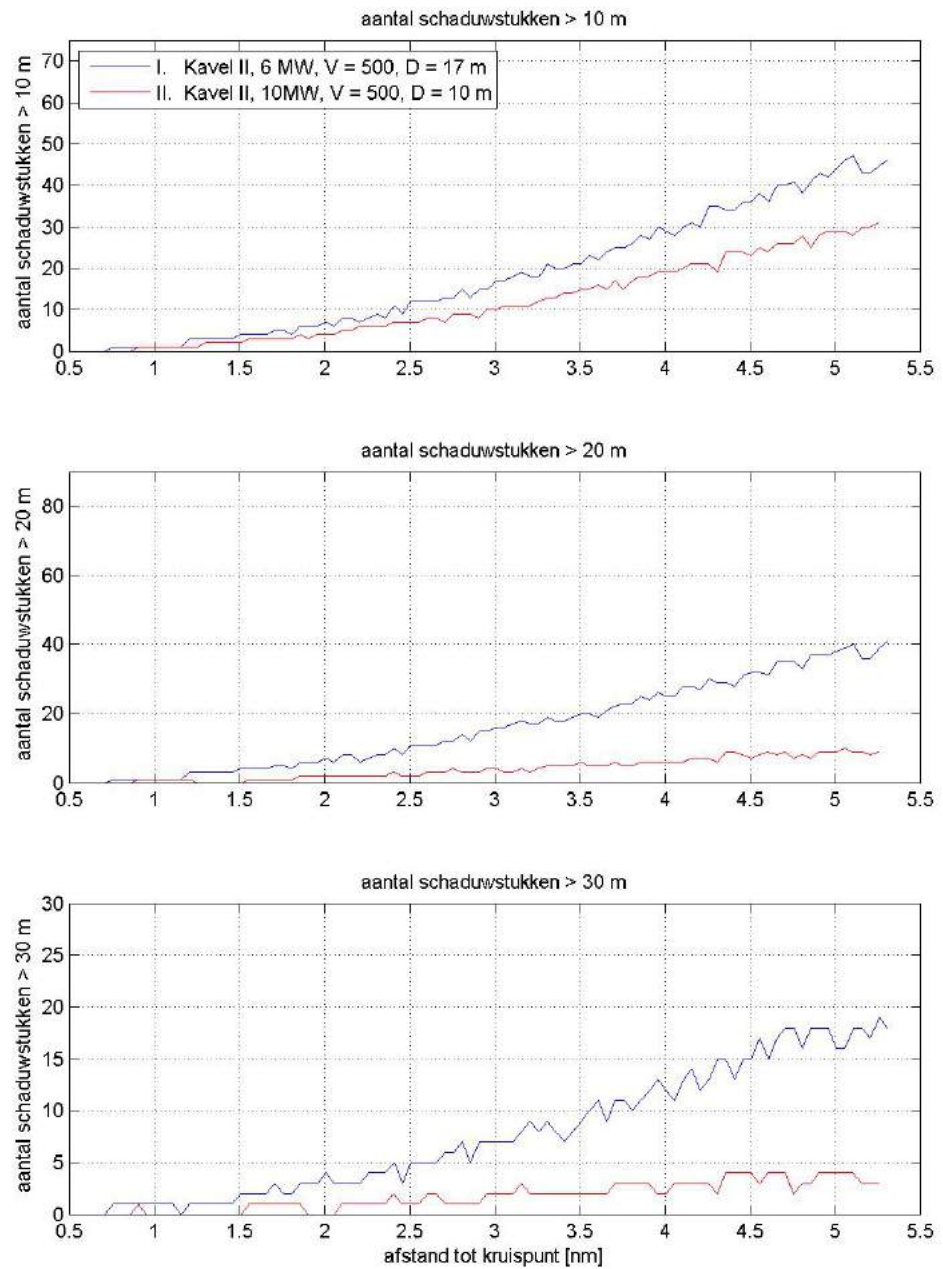 aantal schaduwstukken > 10 m
aantal schaduwstukken > 10 m
70
60
50
40
30
20
10
0
I. Kavel II, 6 MW, V = 500, D = 17 m
II. Kavel II, 10MW, V = 500, D = 10 m
0.5 1 1.5 2 2.5 3 3.5 4 4.5 5 5.5
aantal schaduwstukken > 20 m
aantal schaduwstukken > 20 m
80
60
40
20
0
0.5 1 1.5 2 2.5 3 3.5 4 4.5 5 5.5
aantal schaduwstukken > 30 m
aantal schaduwstukken > 30 m
30
25
20
15
10
5
0
0.5 1 1.5 2 2.5 3 3.5 4 4.5 5 5.5
afstand tot kruispunt [nm]